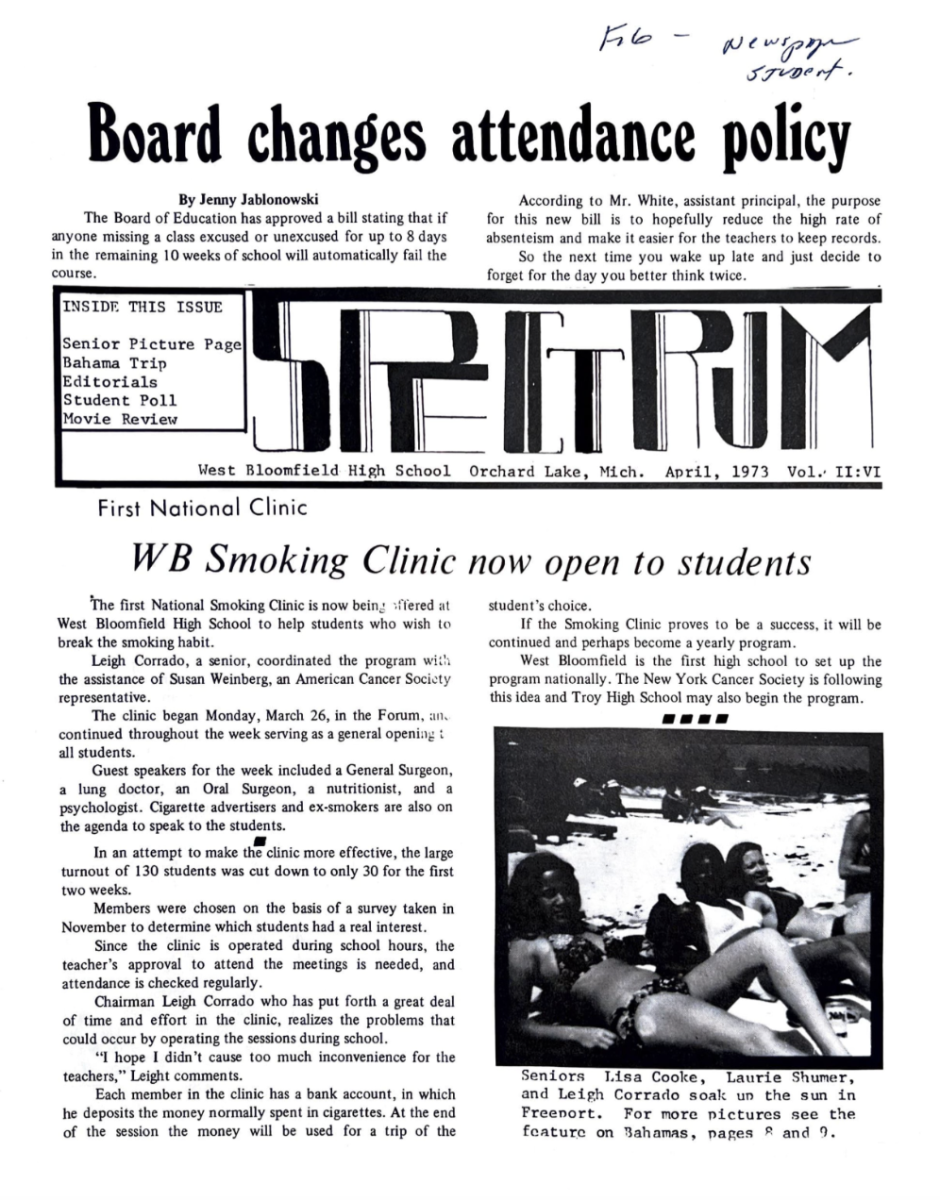 File - Newspaper
Student.
Board changes attendance policy
By Jenny Jablonowski
The Board of Education has approved a bill stating that if
anyone missing a class excused or unexcused for up to 8 days
in the remaining 10 weeks of school will automatically fail the
course.
According to Mr. White, assistant principal, the purpose
for this new bill is to hopefully reduce the high rate of
absenteism and make it easier for the teachers to keep records.
So the next time you wake up late and just decide to
forget for the day you better think twice.
INSIDE THIS ISSUE
Senior Picture Page
Bahama Trip
Editorials
Student Poll
Movie Review
SPECTRUM
West Bloomfield High School Orchard Lake, Mich. April, 1973 Vol. II:VI
First National Clinic
WB Smoking Clinic now open to students
The first National Smoking Clinic is now being offered at
West Bloomfield High School to help students who wish to
break the smoking habit.
Leigh Corrado, a senior, coordinated the program with
the assistance of Susan Weinberg, an American Cancer Society
representative.
The clinic began Monday, March 26, in the Forum, an
continued throughout the week serving as a general opening t
all students.
Guest speakers for the week included a General Surgeon,
a lung doctor, an Oral Surgeon, a nutritionist, and a
psychologist. Cigarette advertisers and ex-smokers are also on
the agenda to speak to the students.
In an attempt to make the clinic more effective, the large
turnout of 130 students was cut down to only 30 for the first
two weeks.
Members were chosen on the basis of a survey taken in
November to determine which students had a real interest.
Since the clinic is operated during school hours, the
teacher's approval to attend the meetings is needed, and
attendance is checked regularly.
Chairman Leigh Corrado who has put forth a great deal
of time and effort in the clinic, realizes the problems that
could occur by operating the sessions during school.
"I hope I didn't cause too much inconvenience for the
teachers," Leight comments.
Each member in the clinic has a bank account, in which
he deposits the money normally spent in cigarettes. At the end
of the session the money will be used for a trip of the
student's choice.
If the Smoking Clinic proves to be a success, it will be
continued and perhaps become a yearly program.
West Bloomfield is the first high school to set up the
program nationally. The New York Cancer Society is following
this idea and Troy High School may also begin the program.
Seniors Lisa Cooke, Laurie Shumer,
and Leigh Corrado soak up the sun in
Freeport. For more pictures see the
feature on Bahamas, pages 8 and 9.